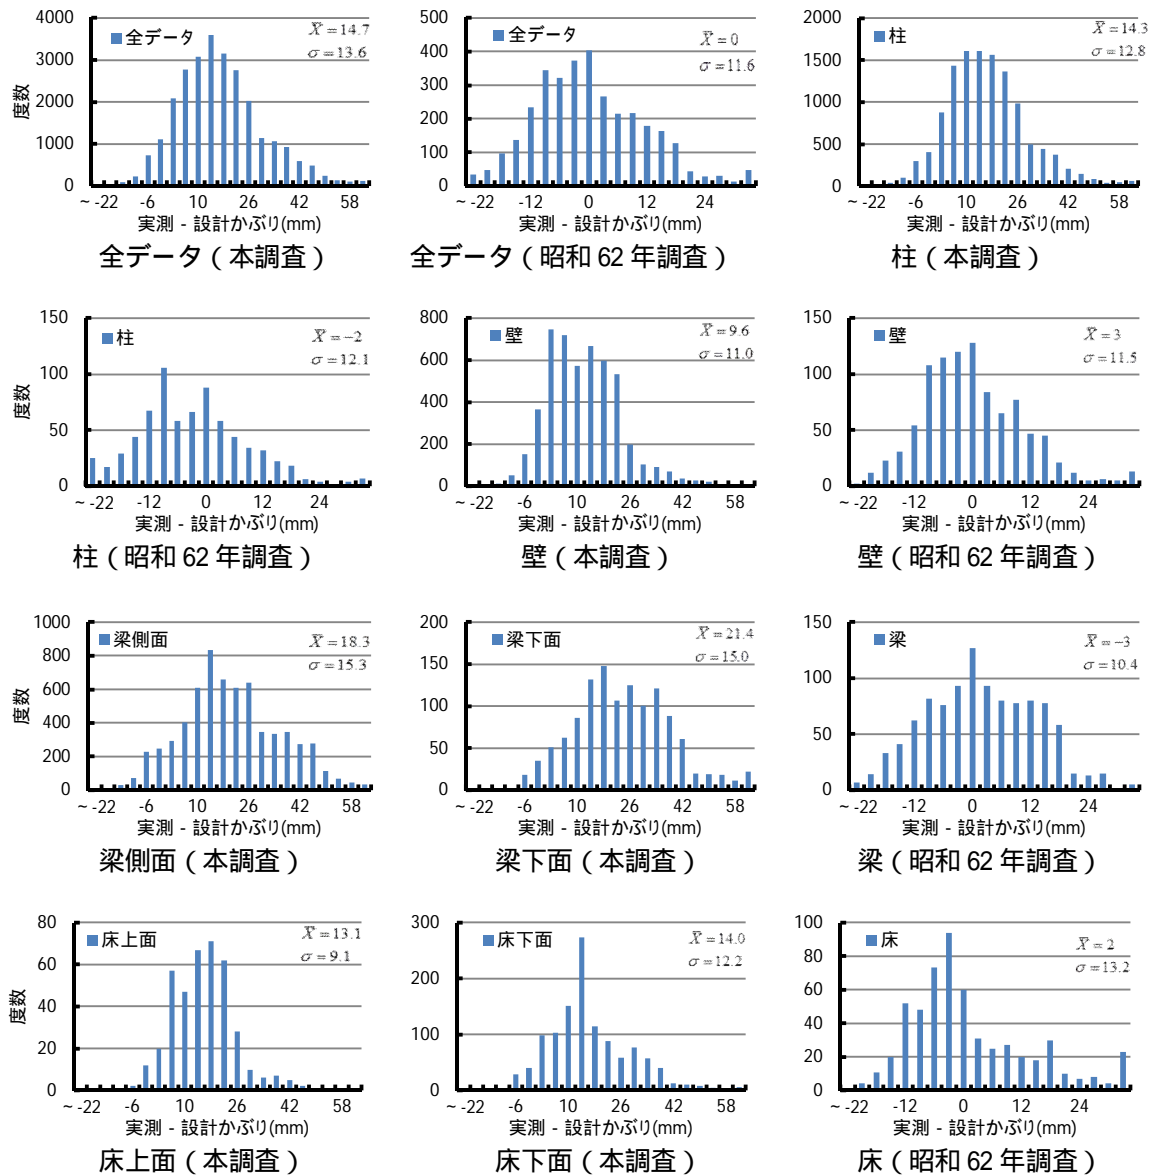 4000
3000
2000
1000
0
度数
全データ
X̄=14.7
σ=13.6
~ -22 -6 10 26 42 58
実測 - 設計かぶり(mm)
全データ（本調査）
500
400
300
200
100
0
全データ
X̄=0
σ=11.6
~ -22 -12 0 12 24
実測 - 設計かぶり(mm)
全データ（昭和 62 年調査）
2000
1500
1000
500
0
柱
X̄=14.3
σ=12.8
~ -22 -6 10 26 42 58
実測 - 設計かぶり(mm)
柱（本調査）
150
100
50
0
度数
柱
X̄=-2
σ=12.1
~ -22 -12 0 12 24
実測 - 設計かぶり(mm)
柱（昭和 62 年調査）
800
600
400
200
0
壁
X̄=9.6
σ=11.0
~ -22 -6 10 26 42 58
実測 - 設計かぶり(mm)
壁（本調査）
150
100
50
0
壁
X̄=3
σ=11.5
~ -22 -12 0 12 24
実測 - 設計かぶり(mm)
壁（昭和 62 年調査）
1000
800
600
400
200
0
度数
梁側面
X̄=18.3
σ=15.3
~ -22 -6 10 26 42 58
実測 - 設計かぶり(mm)
梁側面（本調査）
200
150
100
50
0
梁下面
X̄=21.4
σ=15.0
~ -22 -6 10 26 42 58
実測 - 設計かぶり(mm)
梁下面（本調査）
150
100
50
0
梁
X̄=-3
σ=10.4
~ -22 -12 0 12 24
実測 - 設計かぶり(mm)
梁（昭和 62 年調査）
80
60
40
20
0
度数
床上面
X̄=13.1
σ=9.1
~ -22 -6 10 26 42 58
実測 - 設計かぶり(mm)
床上面（本調査）
300
200
100
0
床下面
X̄=14.0
σ=12.2
~ -22 -6 10 26 42 58
実測 - 設計かぶり(mm)
床下面（本調査）
100
80
60
40
20
0
床
X̄=2
σ=13.2
~ -22 -12 0 12 24
実測 - 設計かぶり(mm)
床（昭和 62 年調査）